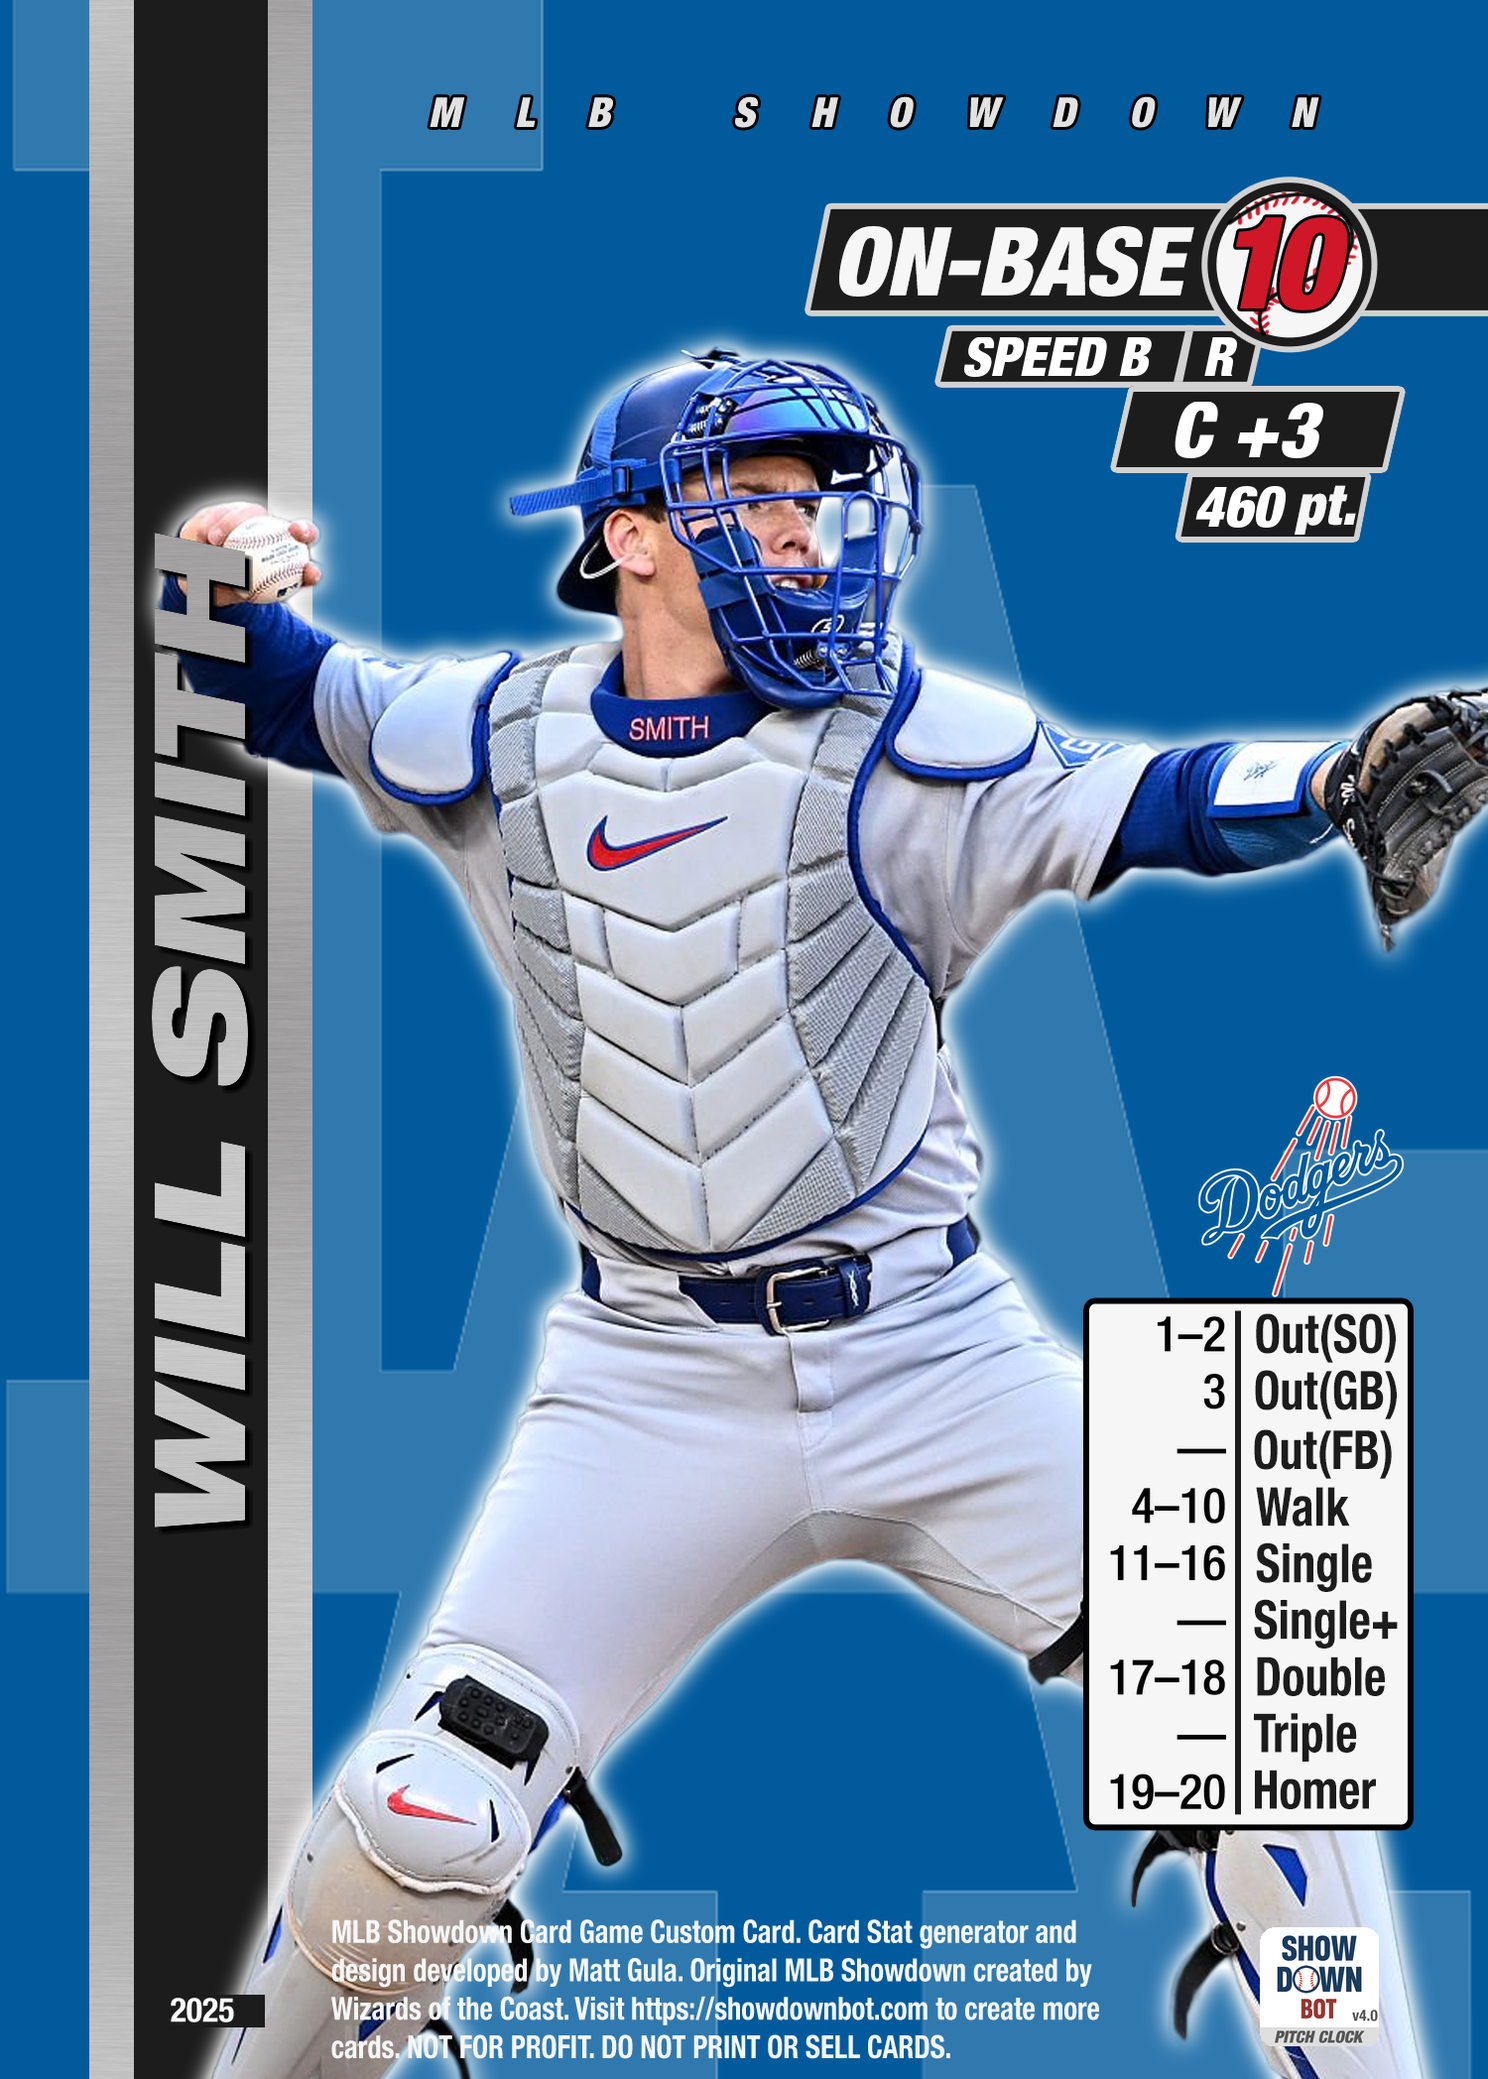 MLB SHOWDOWN
ON-BASE 10
SPEED B R
C +3
460 pt.
WILL SMITH
SMITH
Dodgers
1–2 Out(SO)
3 Out(GB)
— Out(FB)
4–10 Walk
11–16 Single
— Single+
17–18 Double
— Triple
19–20 Homer
MLB Showdown Card Game Custom Card. Card Stat generator and
design developed by Matt Gula. Original MLB Showdown created by
Wizards of the Coast. Visit https://showdownbot.com to create more
cards. NOT FOR PROFIT. DO NOT PRINT OR SELL CARDS.
2025
SHOW
DOWN
BOT v4.0
PITCH CLOCK